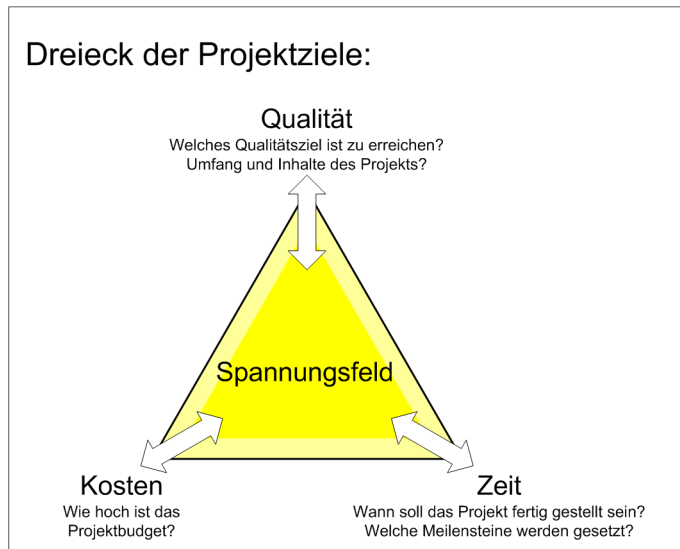 Dreieck der Projektziele:
Qualität
Welches Qualitätsziel ist zu erreichen?
Umfang und Inhalte des Projekts?
Spannungsfeld
Kosten
Wie hoch ist das
Projektbudget?
Zeit
Wann soll das Projekt fertig gestellt sein?
Welche Meilensteine werden gesetzt?